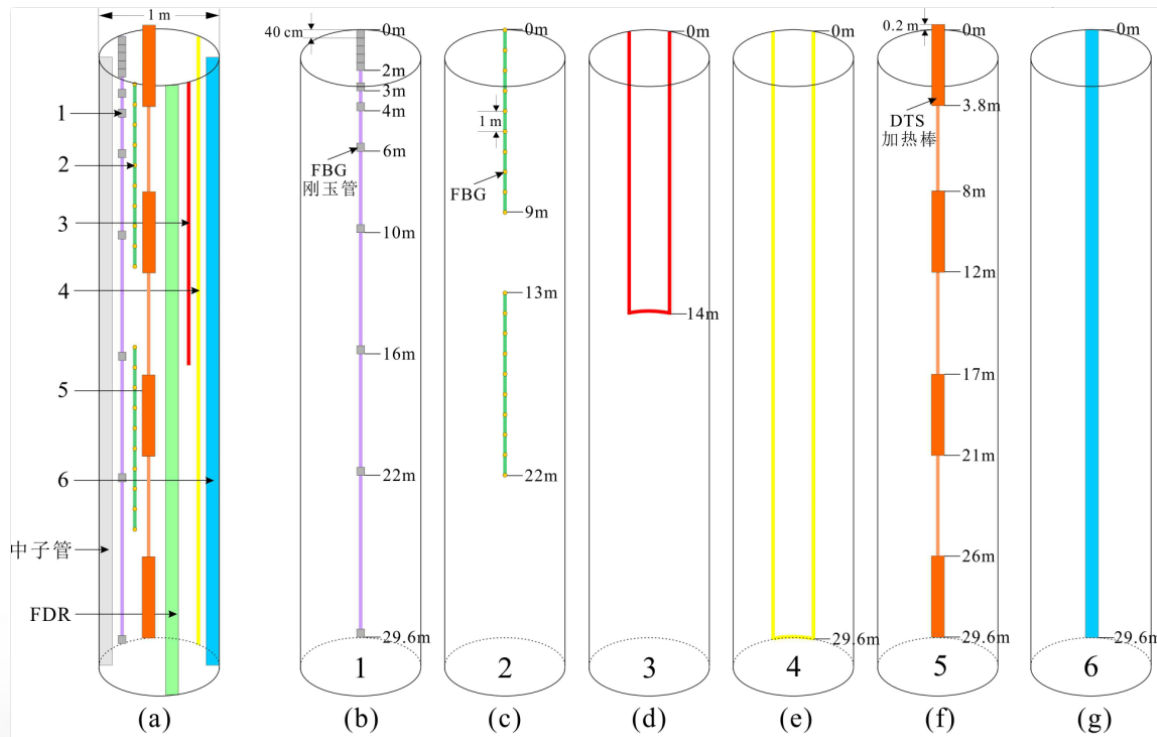 1 m
1
2
3
4
5
6
中子管
FDR
(a)
40 cm
0m
2m
3m
4m
6m
FBG
刚玉管
10m
16m
22m
29.6m
1
(b)
0m
1 m
FBG
9m
13m
22m
2
(c)
0m
14m
3
(d)
0m
29.6m
4
(e)
0.2 m
0m
3.8m
DTS
加热棒
8m
12m
17m
21m
26m
29.6m
5
(f)
0m
29.6m
6
(g)